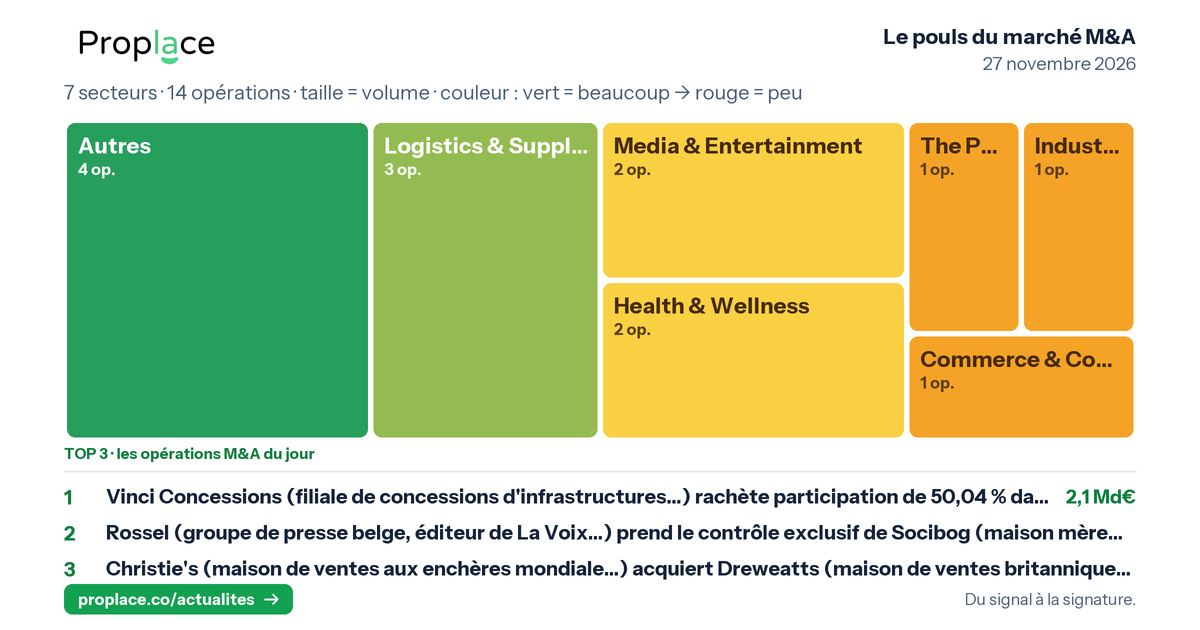 Proplace
Le pouls du marché M&A
27 novembre 2026
7 secteurs · 14 opérations · taille = volume · couleur : vert = beaucoup → rouge = peu
Autres
4 op.
Logistics & Suppl...
3 op.
Media & Entertainment
2 op.
Health & Wellness
2 op.
The P...
1 op.
Indust...
1 op.
Commerce & Co...
1 op.
TOP 3 · les opérations M&A du jour
1 Vinci Concessions (filiale de concessions d'infrastructures...) rachète participation de 50,04 % da... 2,1 Md€
2 Rossel (groupe de presse belge, éditeur de La Voix...) prend le contrôle exclusif de Socibog (maison mère...
3 Christie's (maison de ventes aux enchères mondiale...) acquiert Dreweatts (maison de ventes britannique...
proplace.co/actualites →
Du signal à la signature.